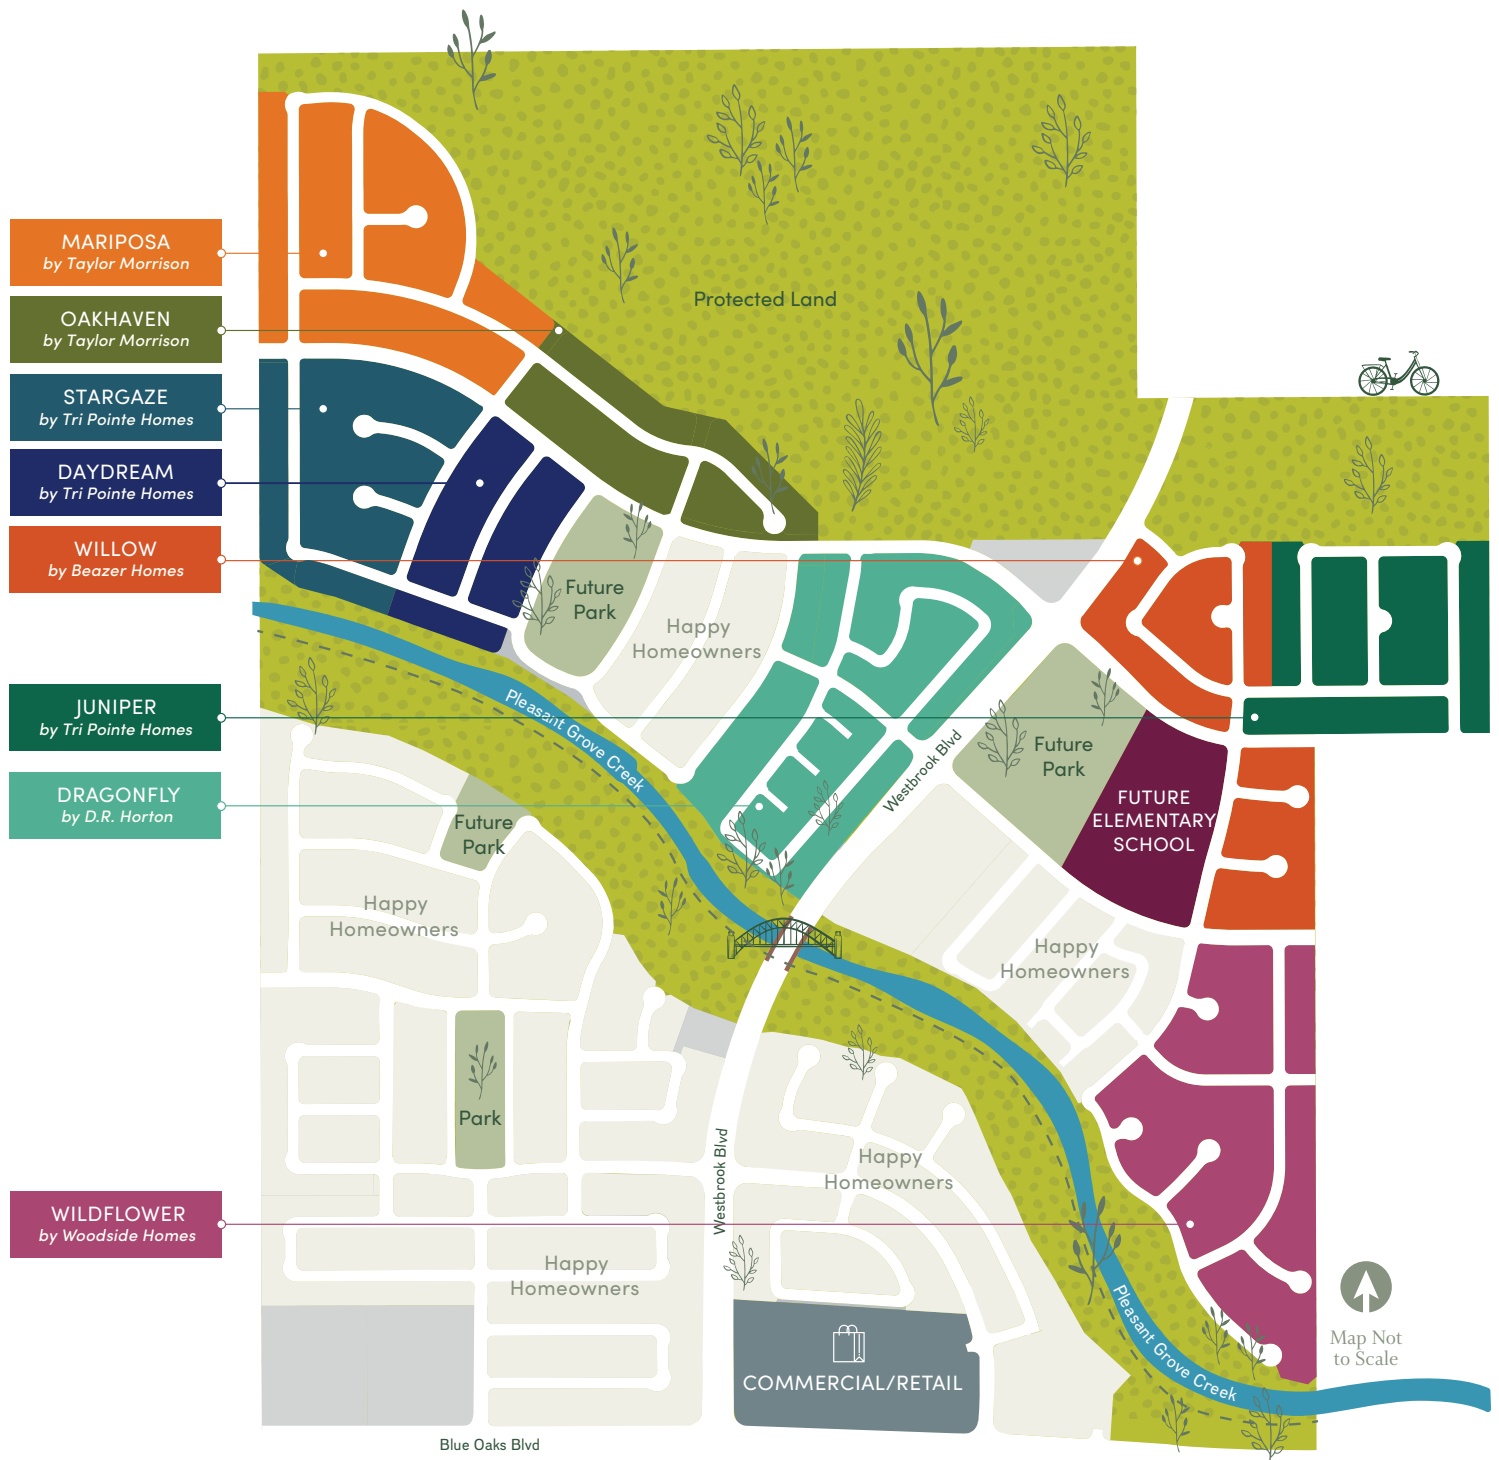 Protected Land
MARIPOSA
by Taylor Morrison
OAKHAVEN
by Taylor Morrison
STARGAZE
by Tri Pointe Homes
DAYDREAM
by Tri Pointe Homes
WILLOW
by Beazer Homes
JUNIPER
by Tri Pointe Homes
DRAGONFLY
by D.R. Horton
WILDFLOWER
by Woodside Homes
Future
Park
Happy
Homeowners
Pleasant Grove Creek
Westbrook Blvd
Future
Park
FUTURE
ELEMENTARY
SCHOOL
Future
Park
Happy
Homeowners
Happy
Homeowners
Park
Westbrook Blvd
Happy
Homeowners
Happy
Homeowners
Pleasant Grove Creek
COMMERCIAL/RETAIL
Map Not
to Scale
Blue Oaks Blvd